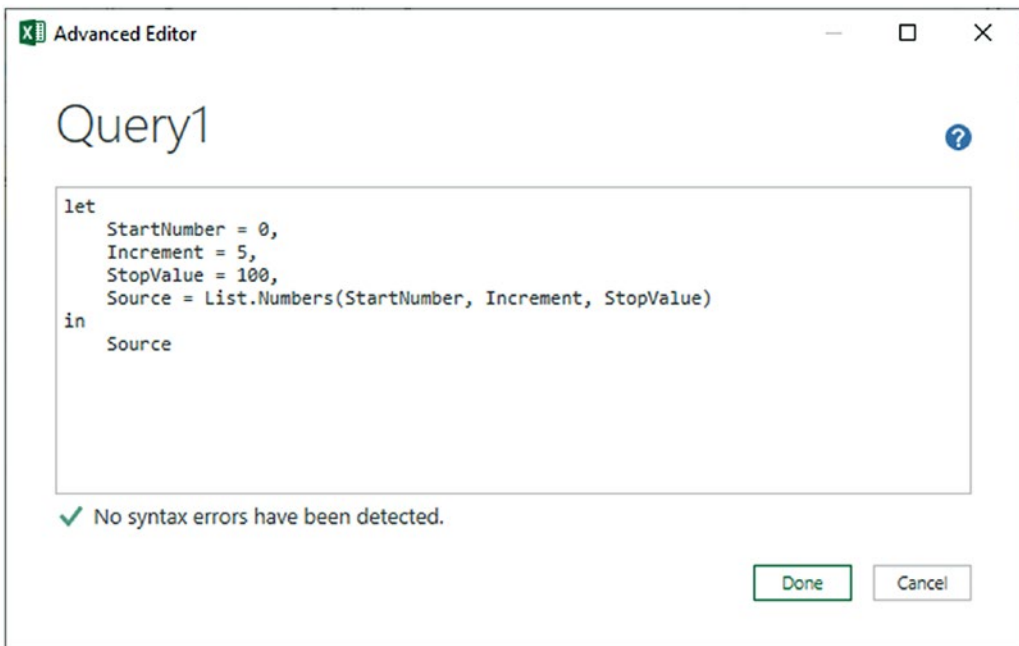 Advanced Editor
Query1
?
let
    StartNumber = 0,
    Increment = 5,
    StopValue = 100,
    Source = List.Numbers(StartNumber, Increment, StopValue)
in
    Source
No syntax errors have been detected.
Done Cancel